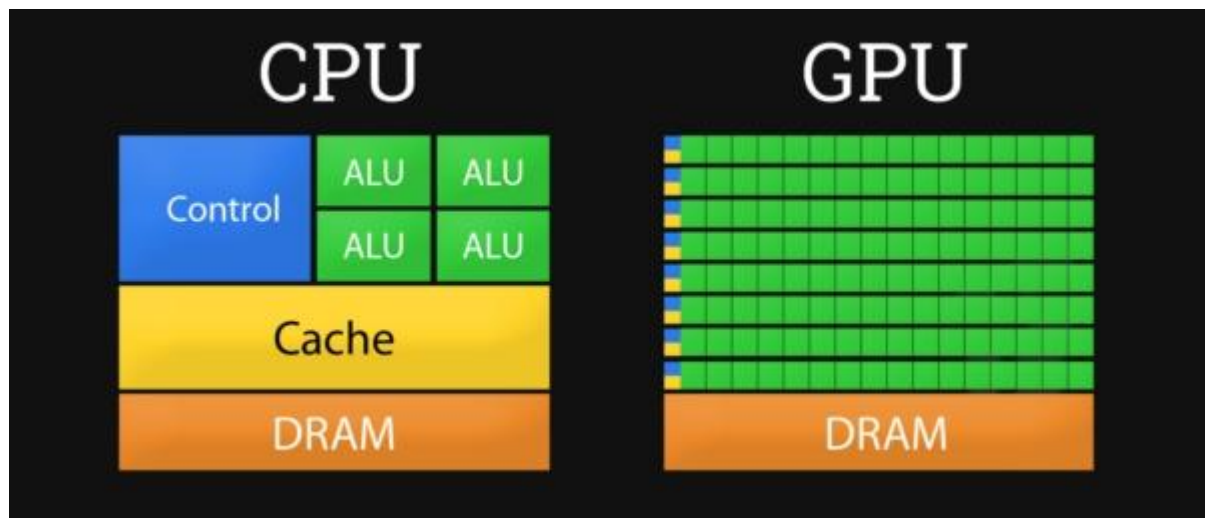 CPU
Control
ALU ALU
ALU ALU
Cache
DRAM
GPU
DRAM